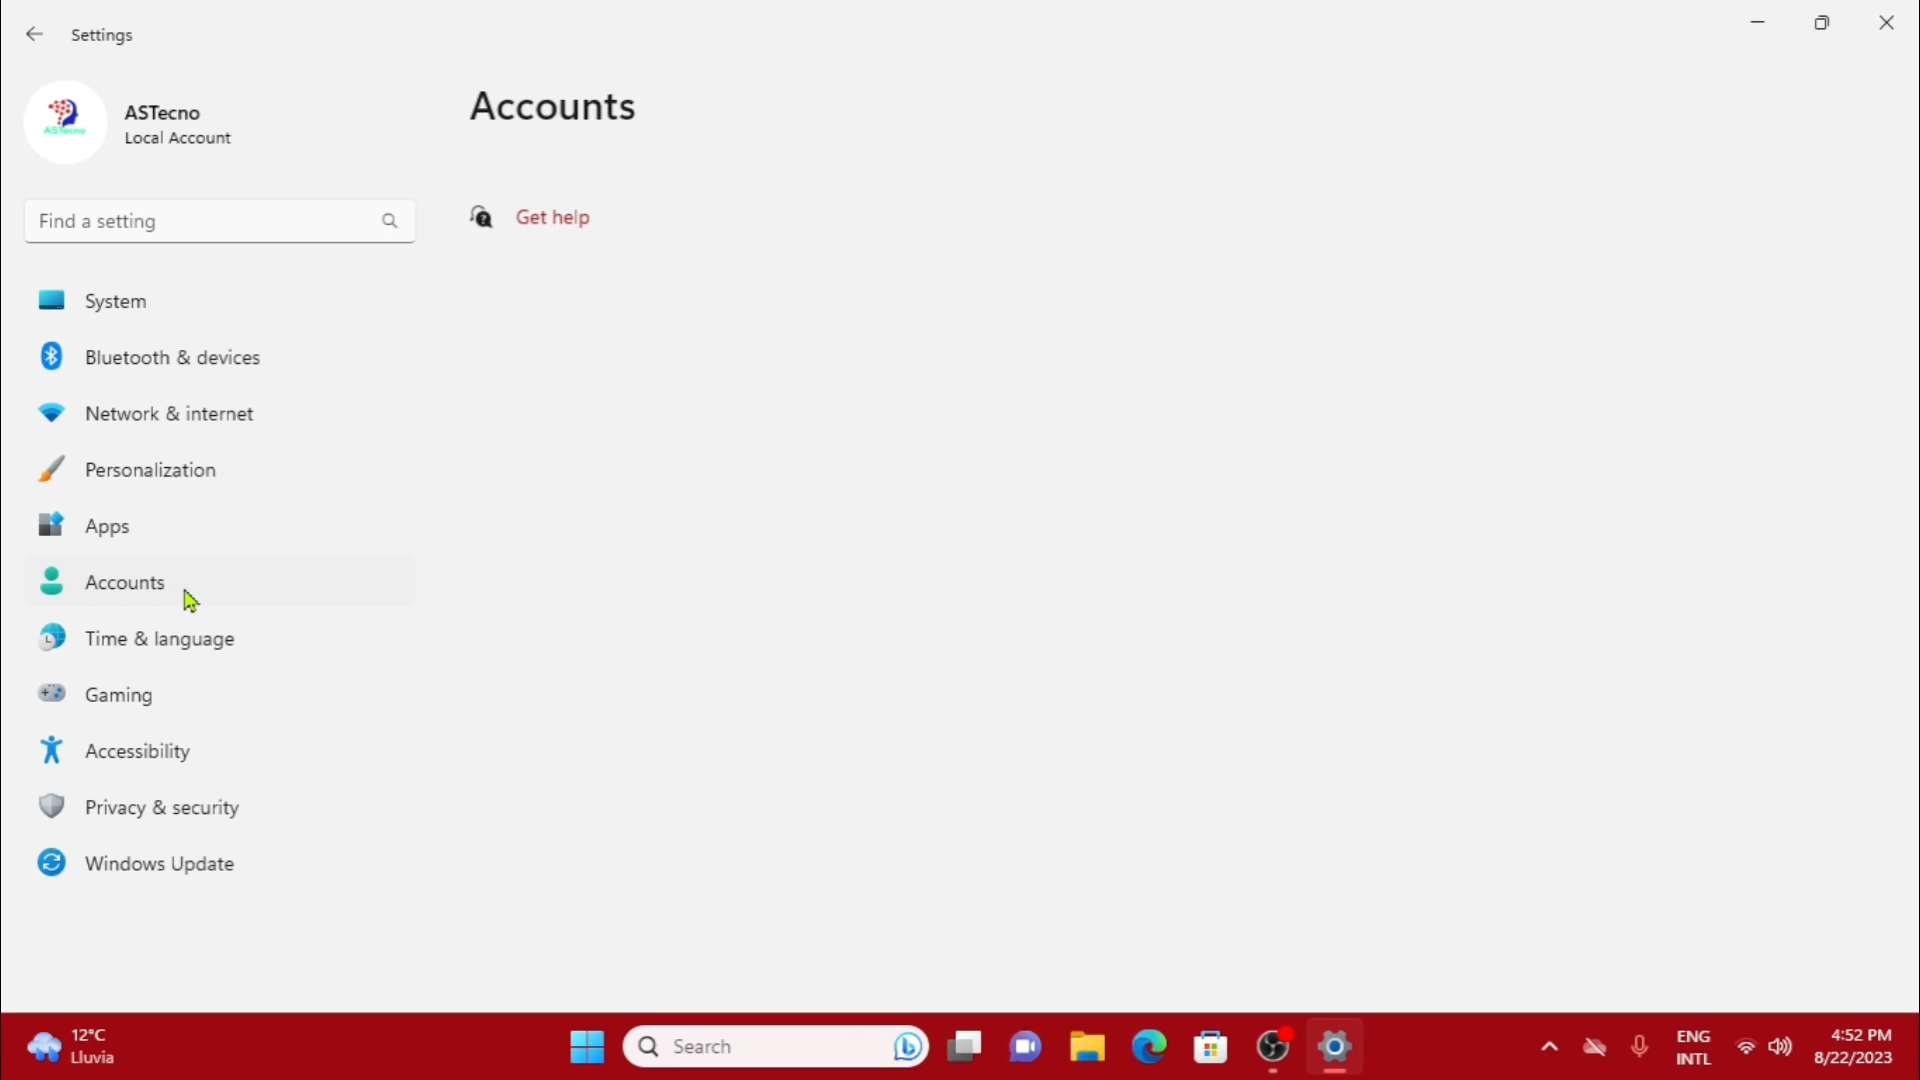 Settings
ASTecno
ASTecno
Local Account
Accounts
Find a setting
Get help
System
Bluetooth & devices
Network & internet
Personalization
Apps
Accounts
Time & language
Gaming
Accessibility
Privacy & security
Windows Update
12°C
Lluvia
Search
ENG
INTL
4:52 PM
8/22/2023